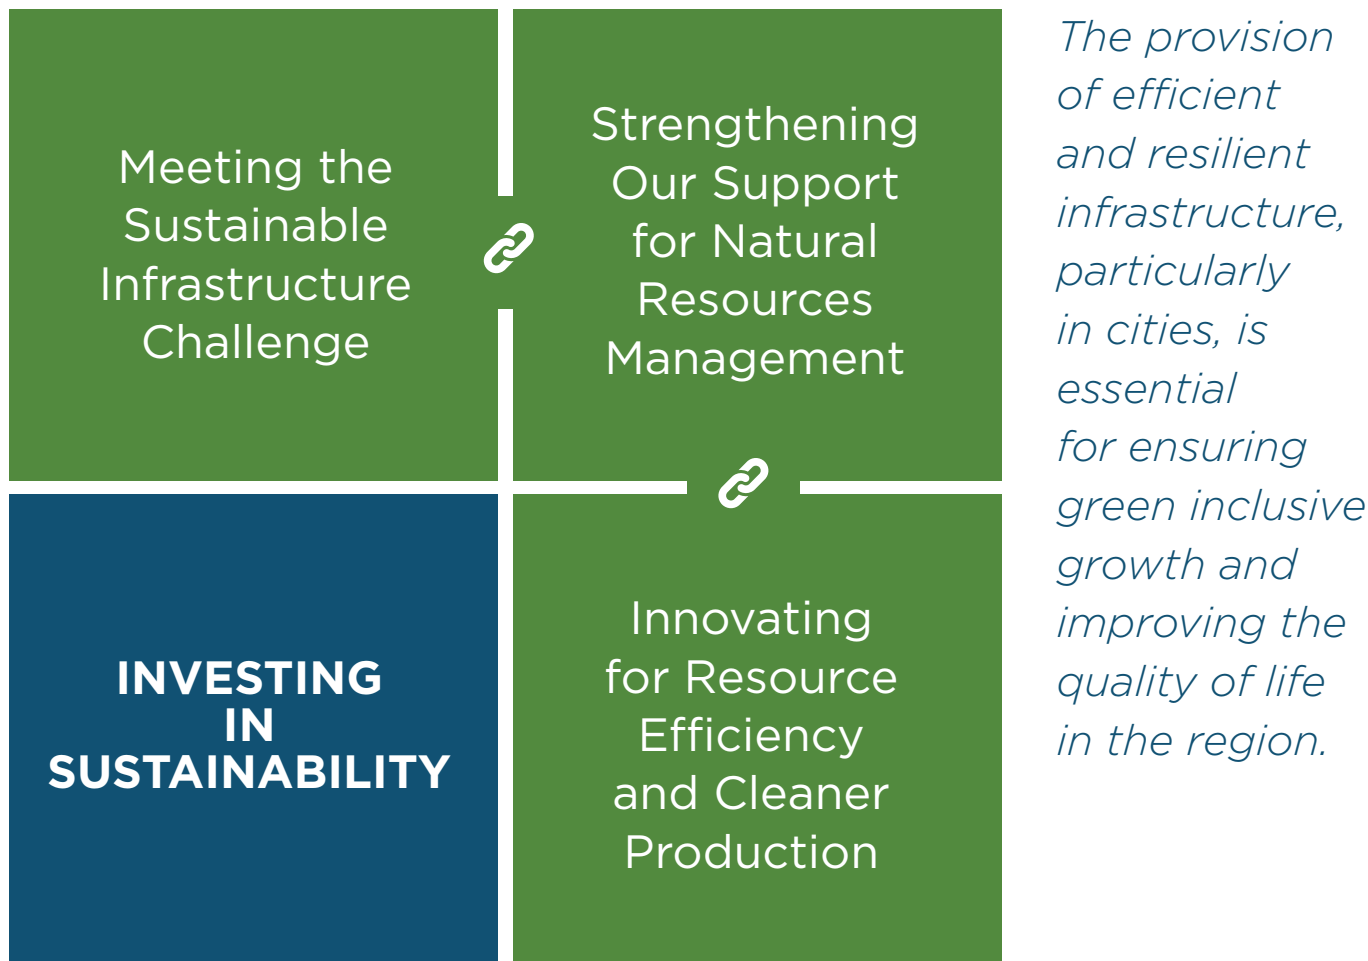 Meeting the
Sustainable
Infrastructure
Challenge
Strengthening
Our Support
for Natural
Resources
Management
INVESTING
IN
SUSTAINABILITY
Innovating
for Resource
Efficiency
and Cleaner
Production
The provision
of efficient
and resilient
infrastructure,
particularly
in cities, is
essential
for ensuring
green inclusive
growth and
improving the
quality of life
in the region.